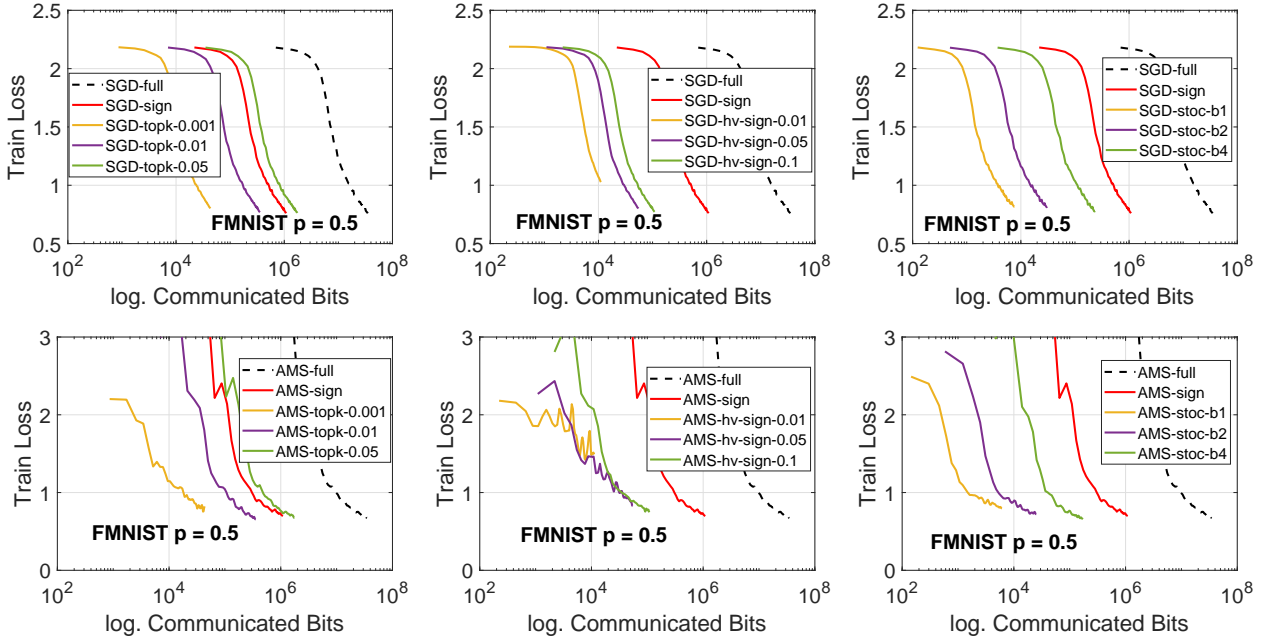 2.5
2
1.5
1
0.5
Train Loss
SGD-full
SGD-sign
SGD-topk-0.001
SGD-topk-0.01
SGD-topk-0.05
FMNIST p = 0.5
10^2
10^4
10^6
10^8
log. Communicated Bits
2.5
2
1.5
1
0.5
Train Loss
SGD-full
SGD-sign
SGD-hv-sign-0.01
SGD-hv-sign-0.05
SGD-hv-sign-0.1
FMNIST p = 0.5
10^2
10^4
10^6
10^8
log. Communicated Bits
2.5
2
1.5
1
0.5
Train Loss
SGD-full
SGD-sign
SGD-stoc-b1
SGD-stoc-b2
SGD-stoc-b4
FMNIST p = 0.5
10^2
10^4
10^6
10^8
log. Communicated Bits
3
2
1
0
Train Loss
AMS-full
AMS-sign
AMS-topk-0.001
AMS-topk-0.01
AMS-topk-0.05
FMNIST p = 0.5
10^2
10^4
10^6
10^8
log. Communicated Bits
3
2
1
0
Train Loss
AMS-full
AMS-sign
AMS-hv-sign-0.01
AMS-hv-sign-0.05
AMS-hv-sign-0.1
FMNIST p = 0.5
10^2
10^4
10^6
10^8
log. Communicated Bits
3
2
1
0
Train Loss
AMS-full
AMS-sign
AMS-stoc-b1
AMS-stoc-b2
AMS-stoc-b4
FMNIST p = 0.5
10^2
10^4
10^6
10^8
log. Communicated Bits